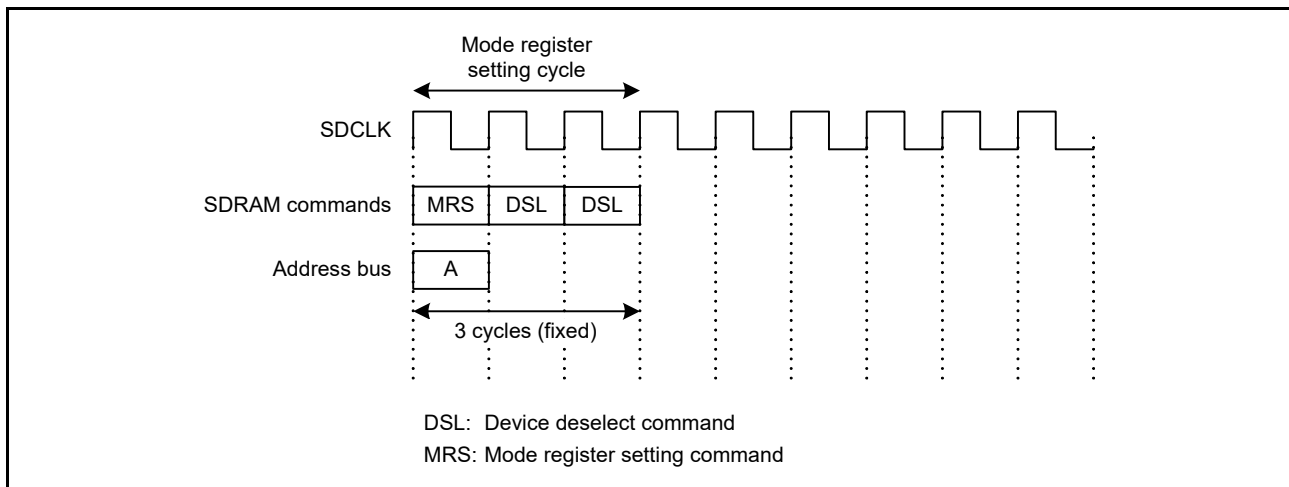 Mode register
setting cycle
SDCLK
SDRAM commands MRS DSL DSL
Address bus A
3 cycles (fixed)
DSL: Device deselect command
MRS: Mode register setting command